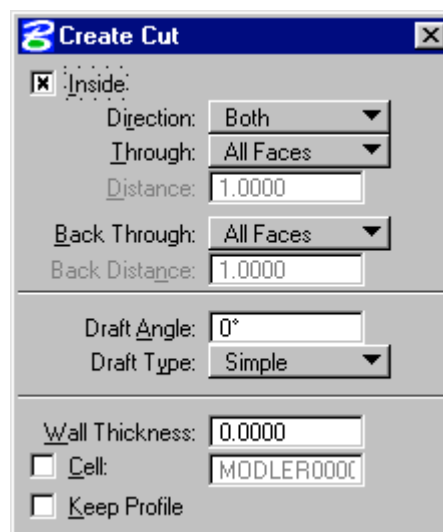 Create Cut
Inside
Direction: Both
Through: All Faces
Distance: 1.0000
Back Through: All Faces
Back Distance: 1.0000
Draft Angle: 0°
Draft Type: Simple
Wall Thickness: 0.0000
Cell: MODLER0000
Keep Profile